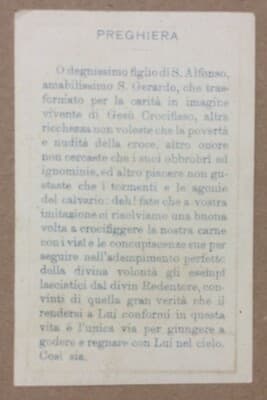 PREGHIERA
O degnissimo figlio di S. Alfonso,
amabilissimo S. Gerardo, che tras-
formato per la carità in imagine
vivente di Gesù Crocifisso, altra
ricchezza non voleste che la povertà
e nudità della croce, altro onore
non cercaste che i suoi obbrobri ed
ignominie, ed altro piacere non gu-
staste che i tormenti e le agonie
del calvario: deh! fate che a vostra
imitazione ci risolviamo una buona
volta a crocifiggere la nostra carne
con i vizi e le concupiscenze sue per
seguire nell'adempimento perfetto
della divina volontà gli esempi
lasciatici dal divin Redentore, con-
vinti di quella gran verità che il
rendersi a Lui conformi in questa
vita è l'unica via per giungere a
godere e regnare con Lui nel cielo.
Così sia.